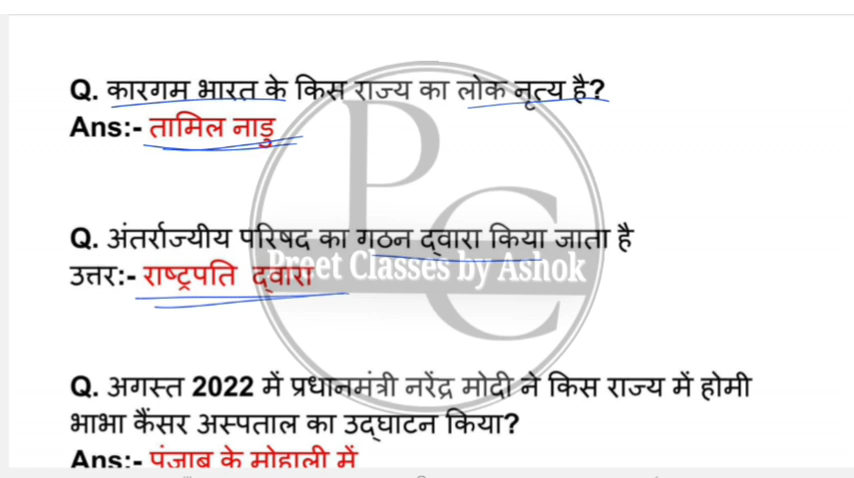 Q. कारगम भारत के किस राज्य का लोक नृत्य है?
Ans:- तामिल नाडु
PC
Q. अंतर्राज्यीय परिषद का गठन द्वारा किया जाता है
Preet Classes by Ashok
उत्तर:- राष्ट्रपति द्वारा
Q. अगस्त 2022 में प्रधानमंत्री नरेंद्र मोदी ने किस राज्य में होमी
भाभा कैंसर अस्पताल का उद्घाटन किया?
Ans:- पंजाब के मोहाली में